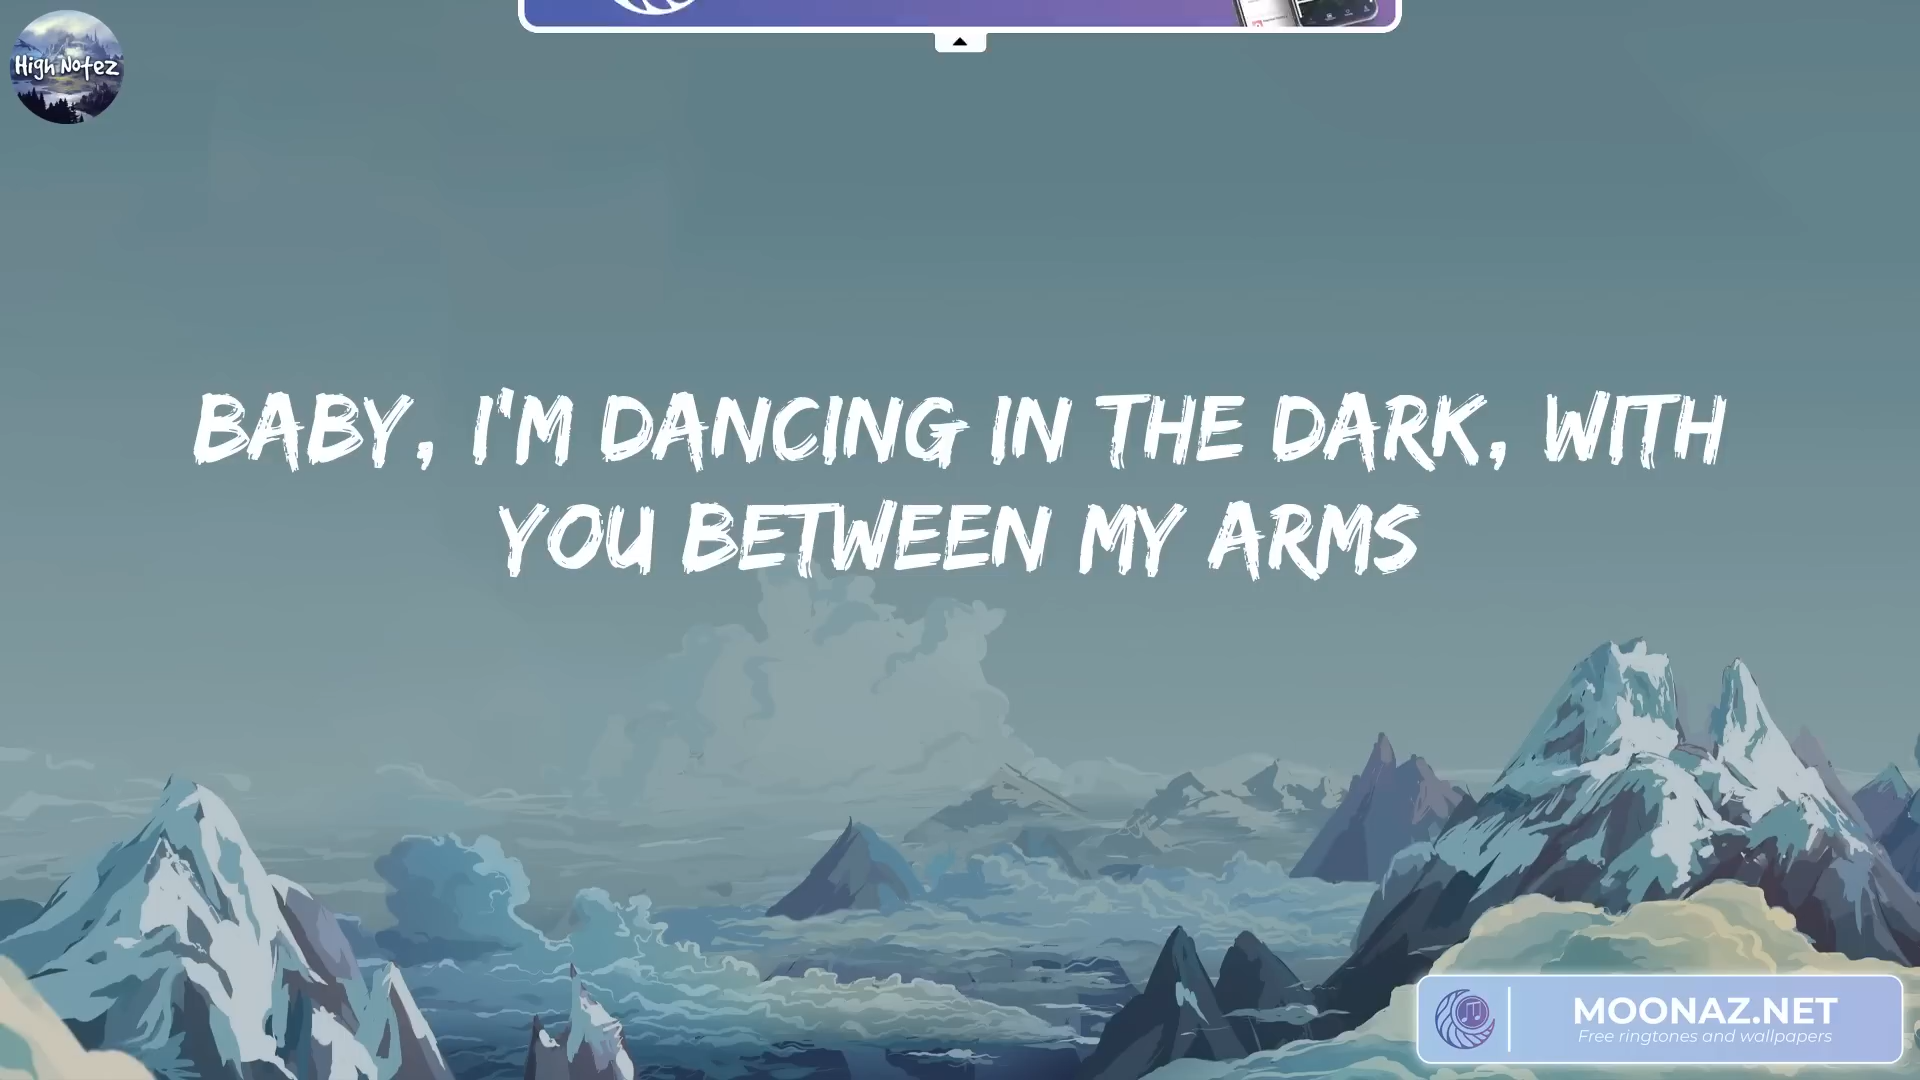 High Notez
BABY, I'M DANCING IN THE DARK, WITH
YOU BETWEEN MY ARMS
MOONAZ.NET
Free ringtones and wallpapers